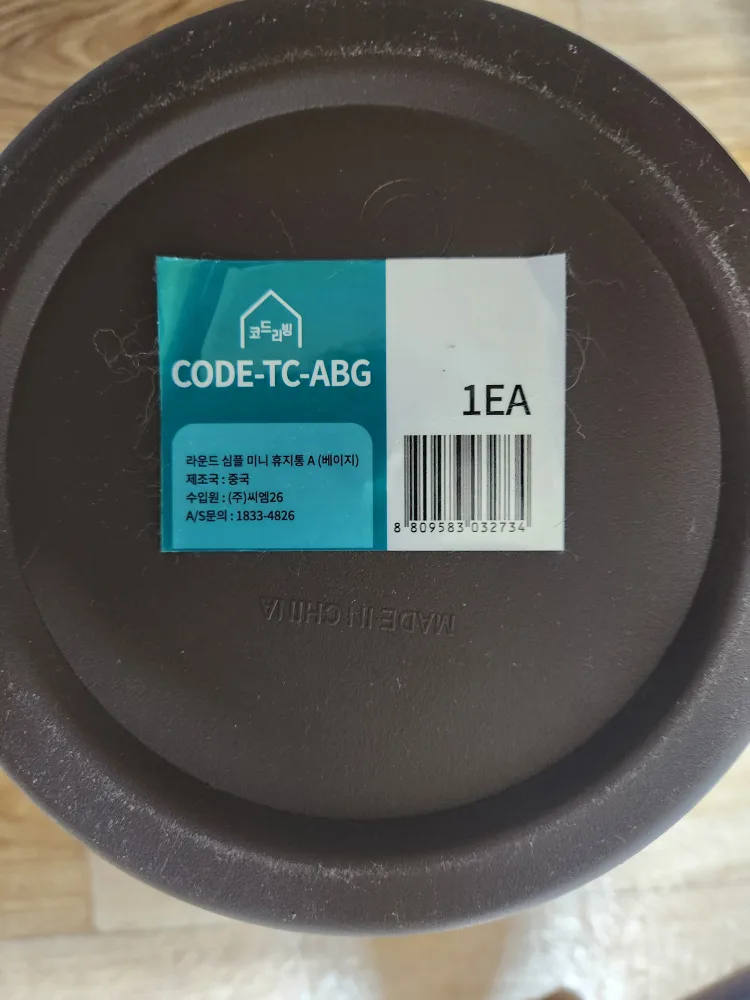 코드리빙
CODE-TC-ABG
라운드 심플 미니 휴지통 A (베이지)
제조국 : 중국
수입원 : (주)씨엠26
A/S문의 : 1833-4826
1EA
8 809583 032734
MADE IN CHINA